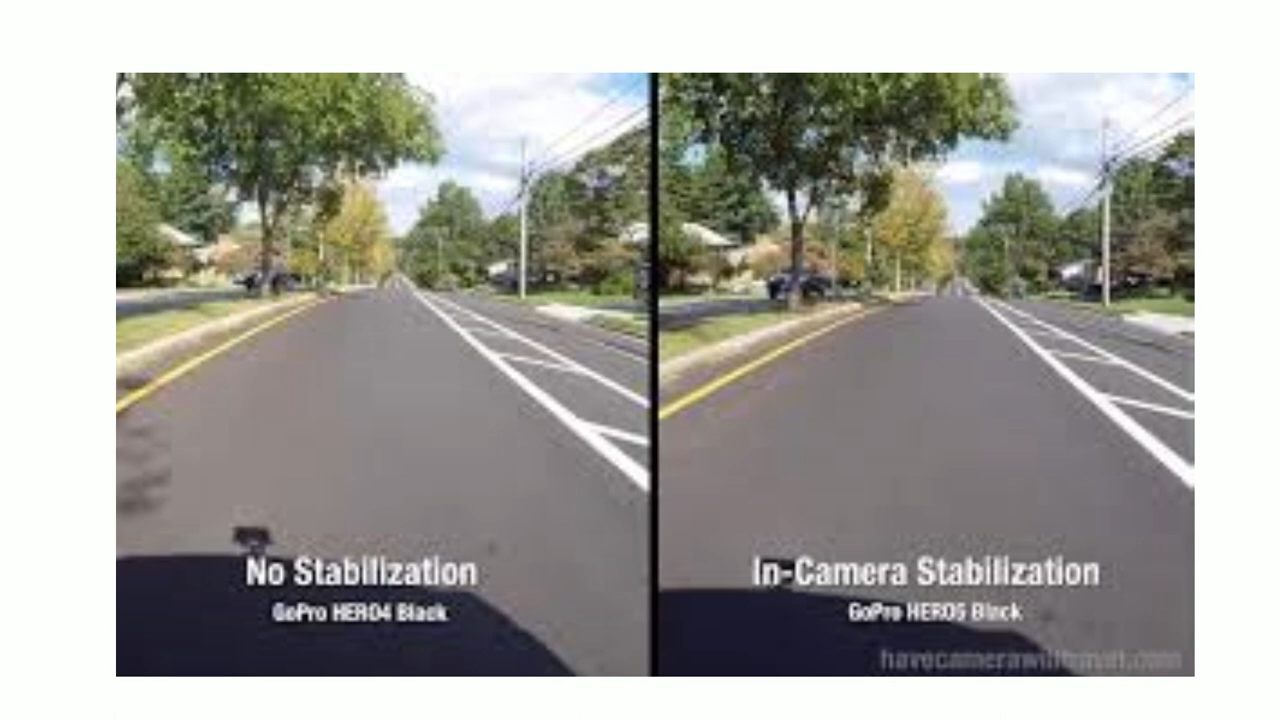 No Stabilization
GoPro HERO4 Black
In-Camera Stabilization
GoPro HERO5 Black